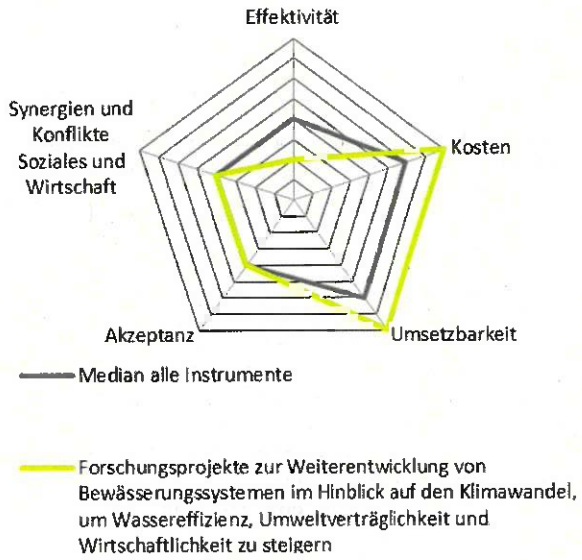 Effektivität
Synergien und
Konflikte
Soziales und
Wirtschaft
Kosten
Akzeptanz
Umsetzbarkeit
Median alle Instrumente
Forschungsprojekte zur Weiterentwicklung von
Bewässerungssystemen im Hinblick auf den Klimawandel,
um Wassereffizienz, Umweltverträglichkeit und
Wirtschaftlichkeit zu steigern